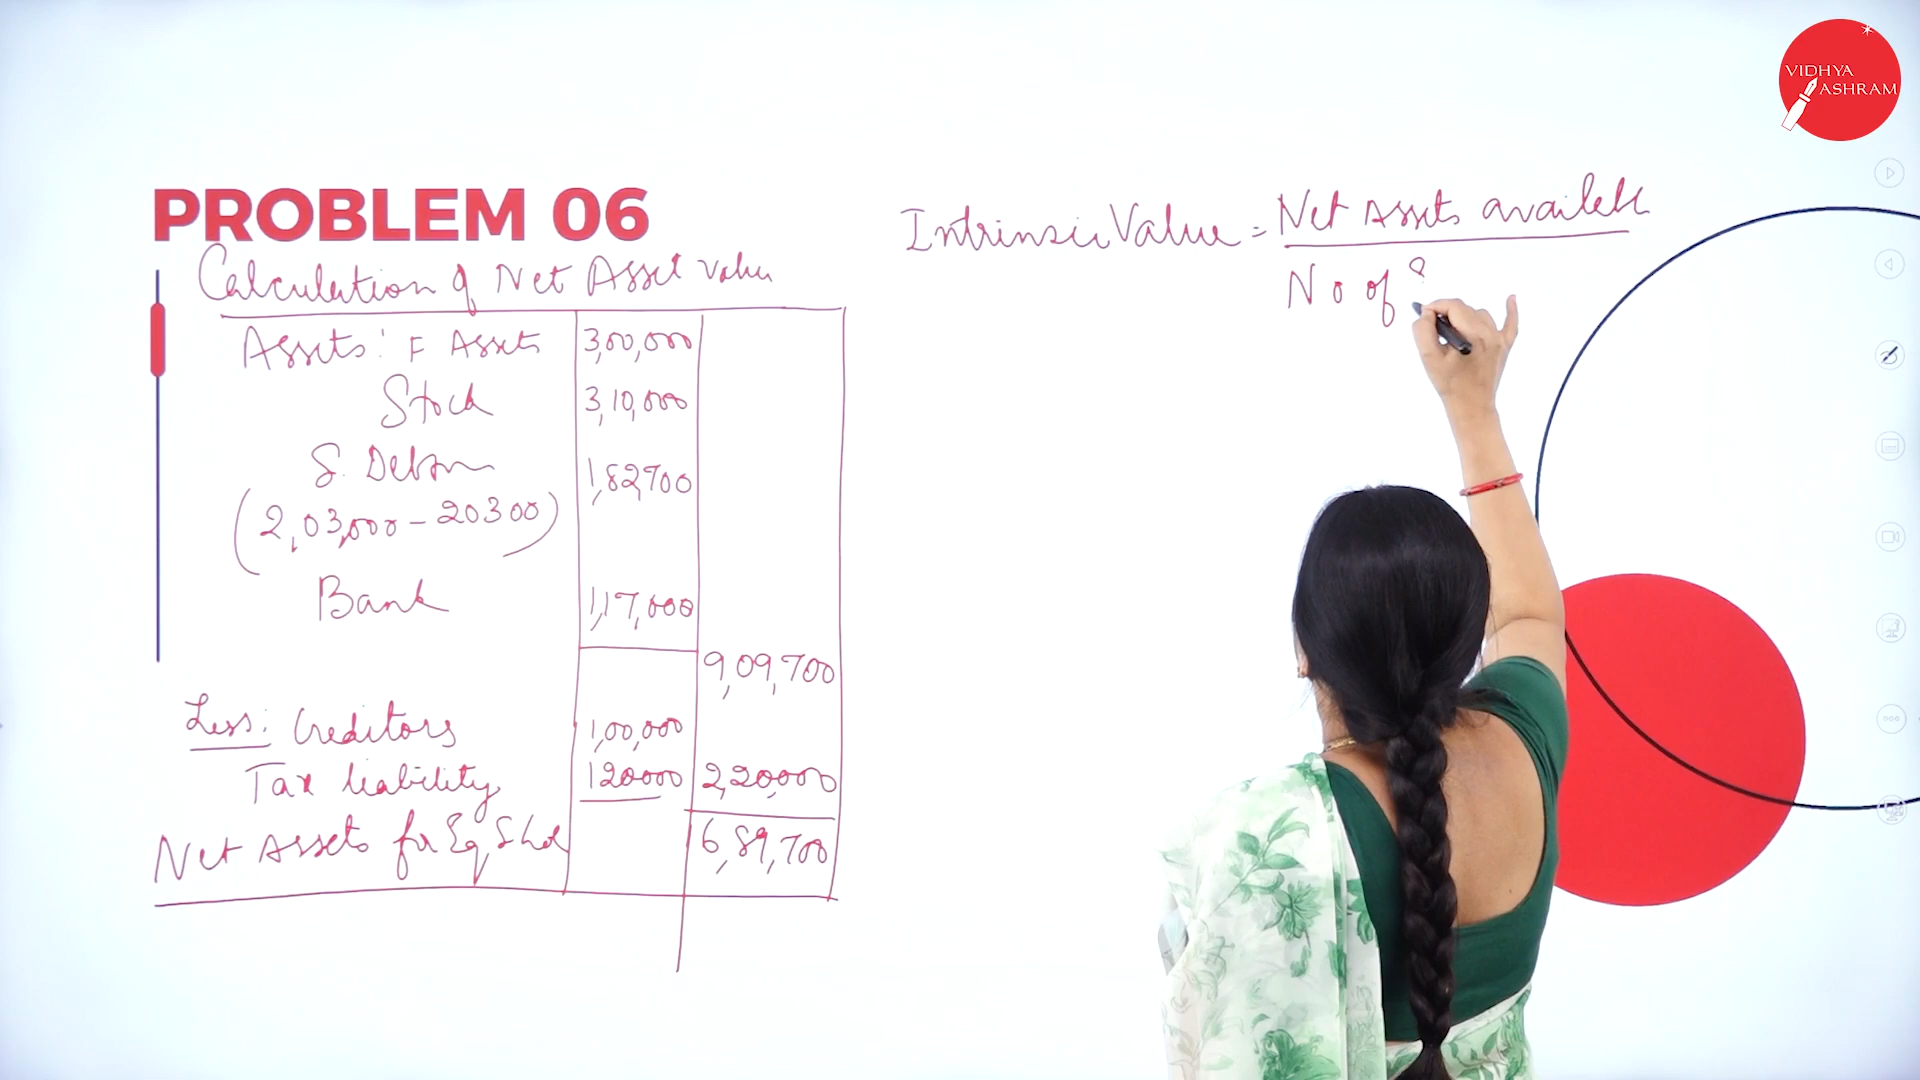 VIDHYA
ASHRAM
PROBLEM 06
Calculation of Net Asset Value
Assets: F Assets 3,00,000
Stock 3,10,000
S. Debtors 1,82,700
(2,03,000 - 20300)
Bank 1,17,000
9,09,700
Less: Creditors 1,00,000
Tax liability 120000 2,20,000
Net Assets for Eq Shol 6,89,700
Intrinsic Value = Net Assets available
No of S